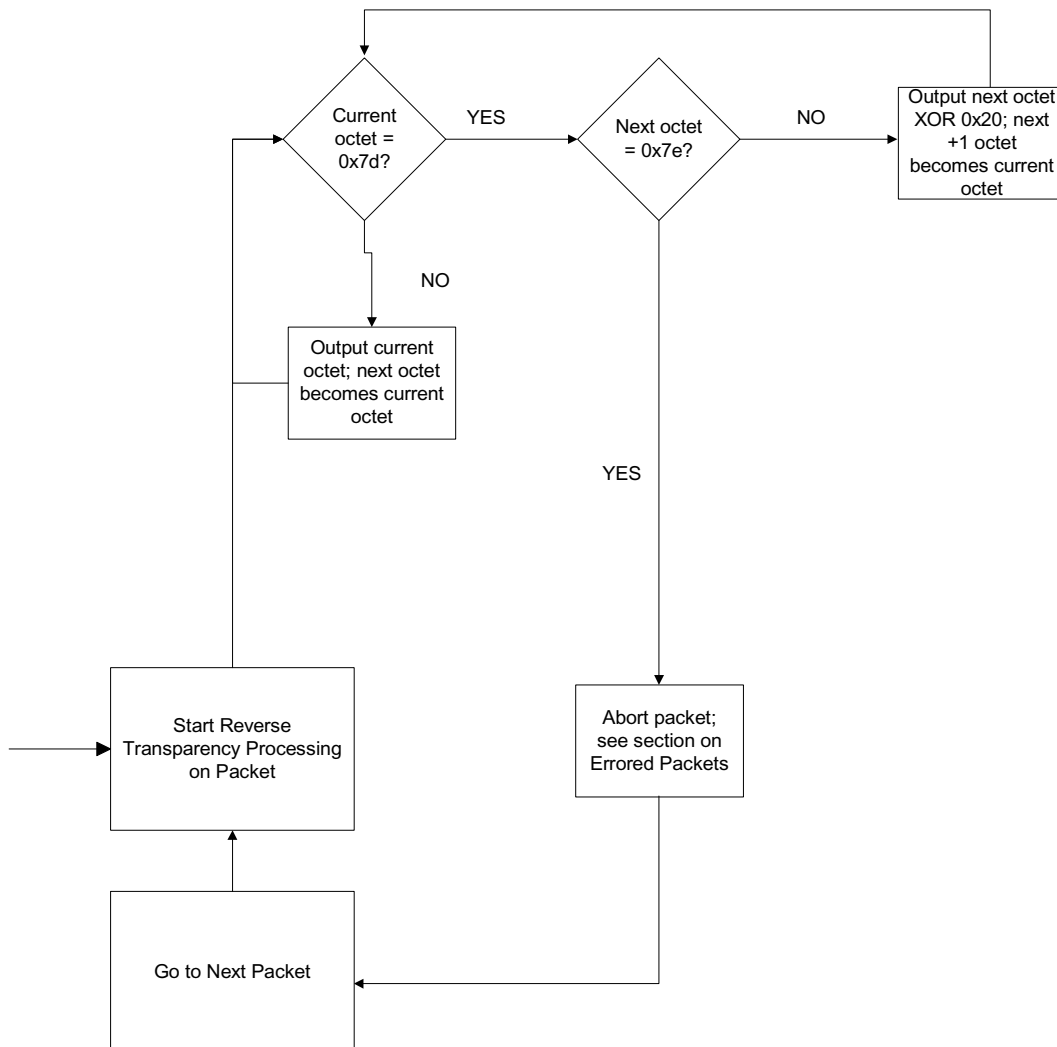 Current
octet =
0x7d?
YES
Next octet
= 0x7e?
NO
Output next octet
XOR 0x20; next
+1 octet
becomes current
octet
NO
Output current
octet; next octet
becomes current
octet
YES
Start Reverse
Transparency Processing
on Packet
Abort packet;
see section on
Errored Packets
Go to Next Packet